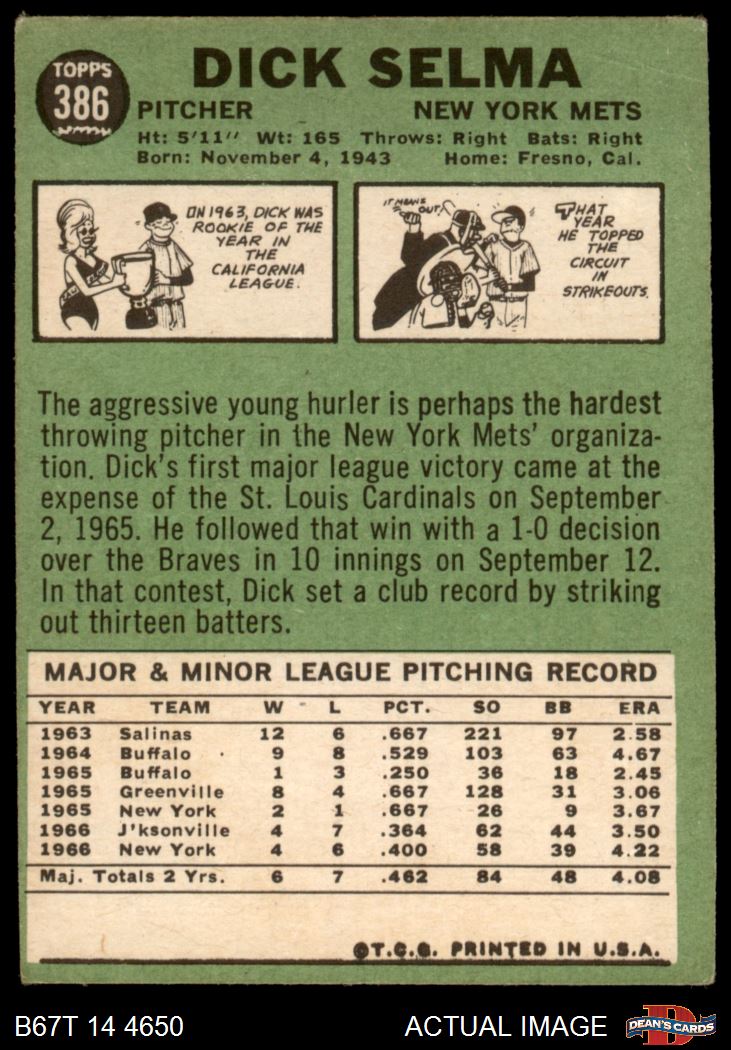 TOPPS
386
DICK SELMA
PITCHER NEW YORK METS
Ht: 5'11" Wt: 165 Throws: Right Bats: Right
Born: November 4, 1943 Home: Fresno, Cal.
IN 1963, DICK WAS
ROOKIE OF THE
YEAR IN
THE
CALIFORNIA
LEAGUE.
IT MEANS
OUT!
THAT
YEAR
HE TOPPED
THE
CIRCUIT
IN
STRIKEOUTS.
The aggressive young hurler is perhaps the hardest
throwing pitcher in the New York Mets' organiza-
tion. Dick's first major league victory came at the
expense of the St. Louis Cardinals on September
2, 1965. He followed that win with a 1-0 decision
over the Braves in 10 innings on September 12.
In that contest, Dick set a club record by striking
out thirteen batters.
MAJOR & MINOR LEAGUE PITCHING RECORD
YEAR TEAM W L PCT. SO BB ERA
1963 Salinas 12 6 .667 221 97 2.58
1964 Buffalo 9 8 .529 103 63 4.67
1965 Buffalo 1 3 .250 36 18 2.45
1965 Greenville 8 4 .667 128 31 3.06
1965 New York 2 1 .667 26 9 3.67
1966 J'ksonville 4 7 .364 62 44 3.50
1966 New York 4 6 .400 58 39 4.22
Maj. Totals 2 Yrs. 6 7 .462 84 48 4.08
©T.C.G. PRINTED IN U.S.A.
B67T 14 4650 ACTUAL IMAGE
D
DEAN'S CARDS